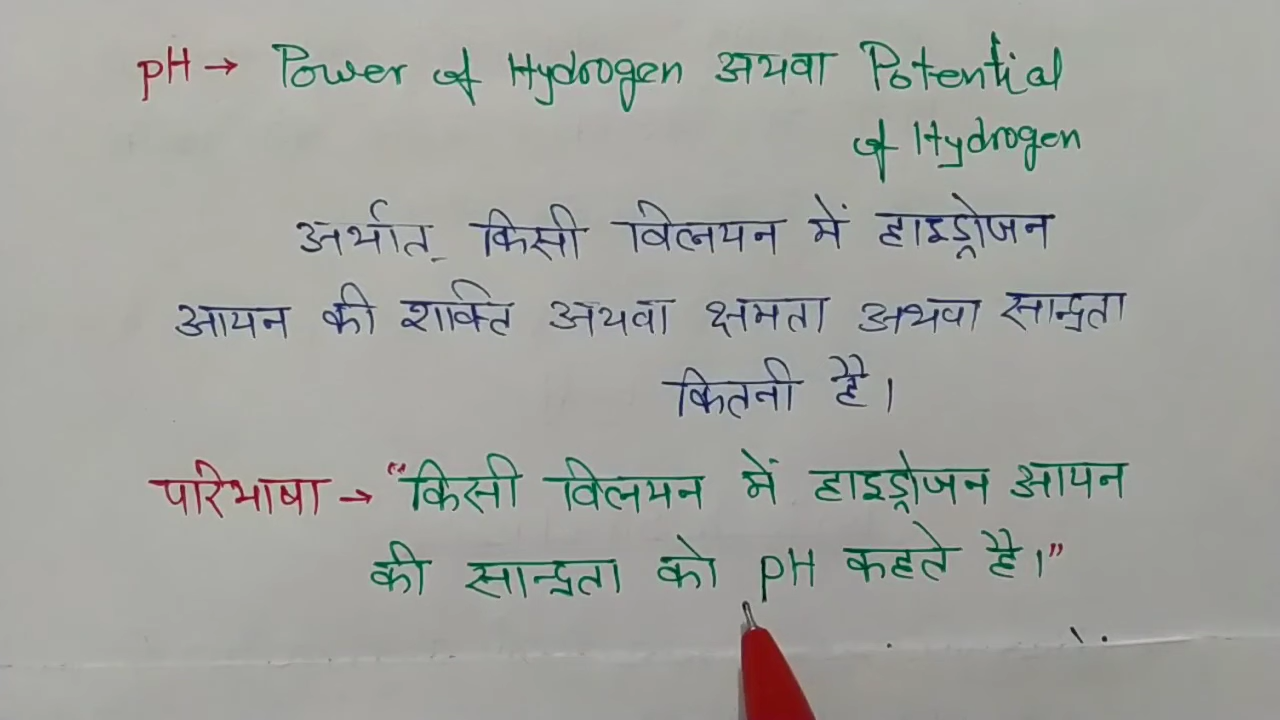 pH → Power of Hydrogen अथवा Potential
of Hydrogen
अर्थात् किसी विलयन में हाइड्रोजन
आयन की शक्ति अथवा क्षमता अथवा सान्द्रता
कितनी है।
परिभाषा → "किसी विलयन में हाइड्रोजन आयन
की सान्द्रता को pH कहते है।"